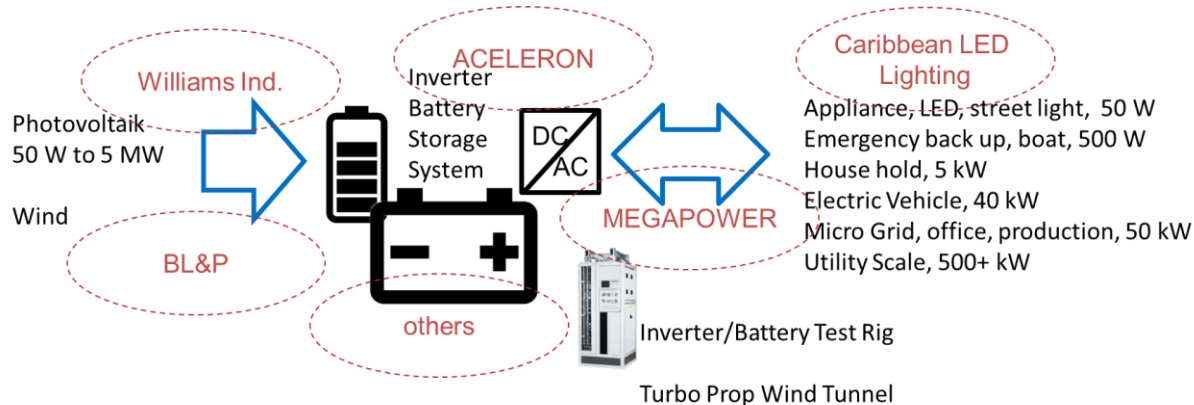 Williams Ind.
Photovoltaik
50 W to 5 MW
Wind
BL&P
ACELERON
Inverter
Battery
Storage
System
DC
AC
others
MEGAPOWER
Caribbean LED
Lighting
Appliance, LED, street light,  50 W
Emergency back up, boat, 500 W
House hold, 5 kW
Electric Vehicle, 40 kW
Micro Grid, office, production, 50 kW
Utility Scale, 500+ kW
Inverter/Battery Test Rig
Turbo Prop Wind Tunnel